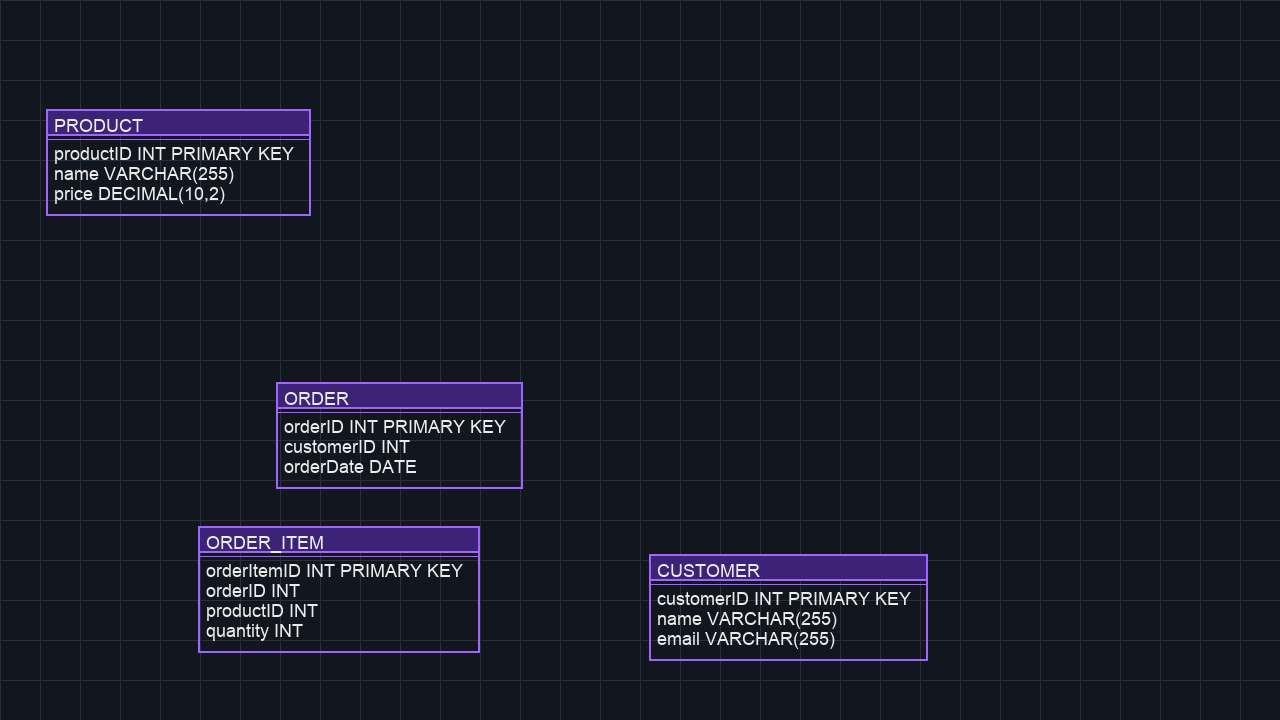 PRODUCT
productID INT PRIMARY KEY
name VARCHAR(255)
price DECIMAL(10,2)
ORDER
orderID INT PRIMARY KEY
customerID INT
orderDate DATE
ORDER_ITEM
orderItemID INT PRIMARY KEY
orderID INT
productID INT
quantity INT
CUSTOMER
customerID INT PRIMARY KEY
name VARCHAR(255)
email VARCHAR(255)